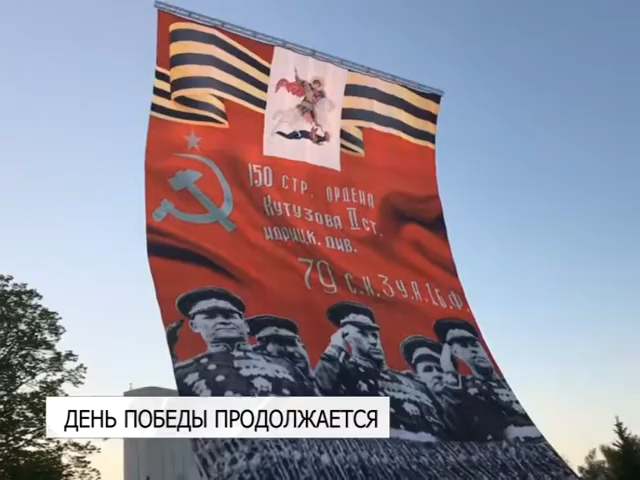 150 СТР. ОРДЕНА
КУТУЗОВА II СТ.
ИДРИЦК. ДИВ.
79 С.К. 3 У.А. 1 Б.Ф.
ДЕНЬ ПОБЕДЫ ПРОДОЛЖАЕТСЯ